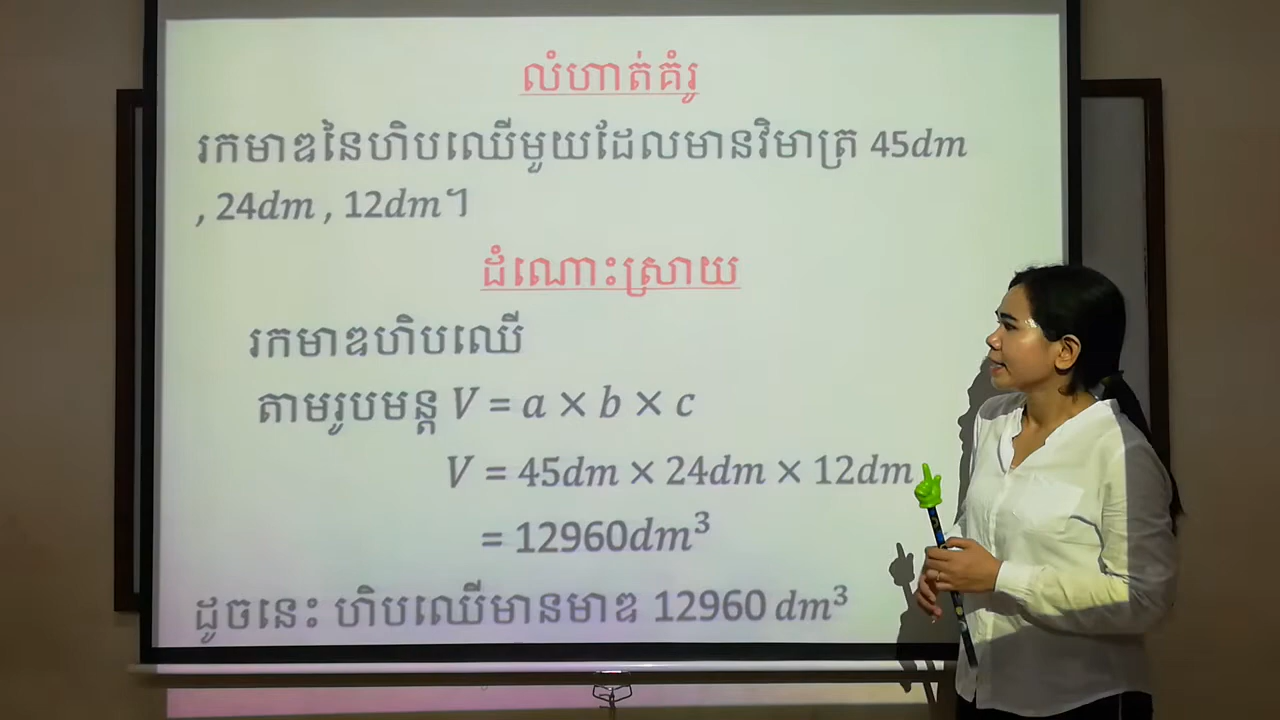 លំហាត់គំរូ
រកមាឌនៃហិបឈើមួយដែលមានវិមាត្រ 45dm
, 24dm , 12dm។
ដំណោះស្រាយ
រកមាឌហិបឈើ
តាមរូបមន្ត V = a × b × c
V = 45dm × 24dm × 12dm
= 12960dm³
ដូចនេះ ហិបឈើមានមាឌ 12960 dm³